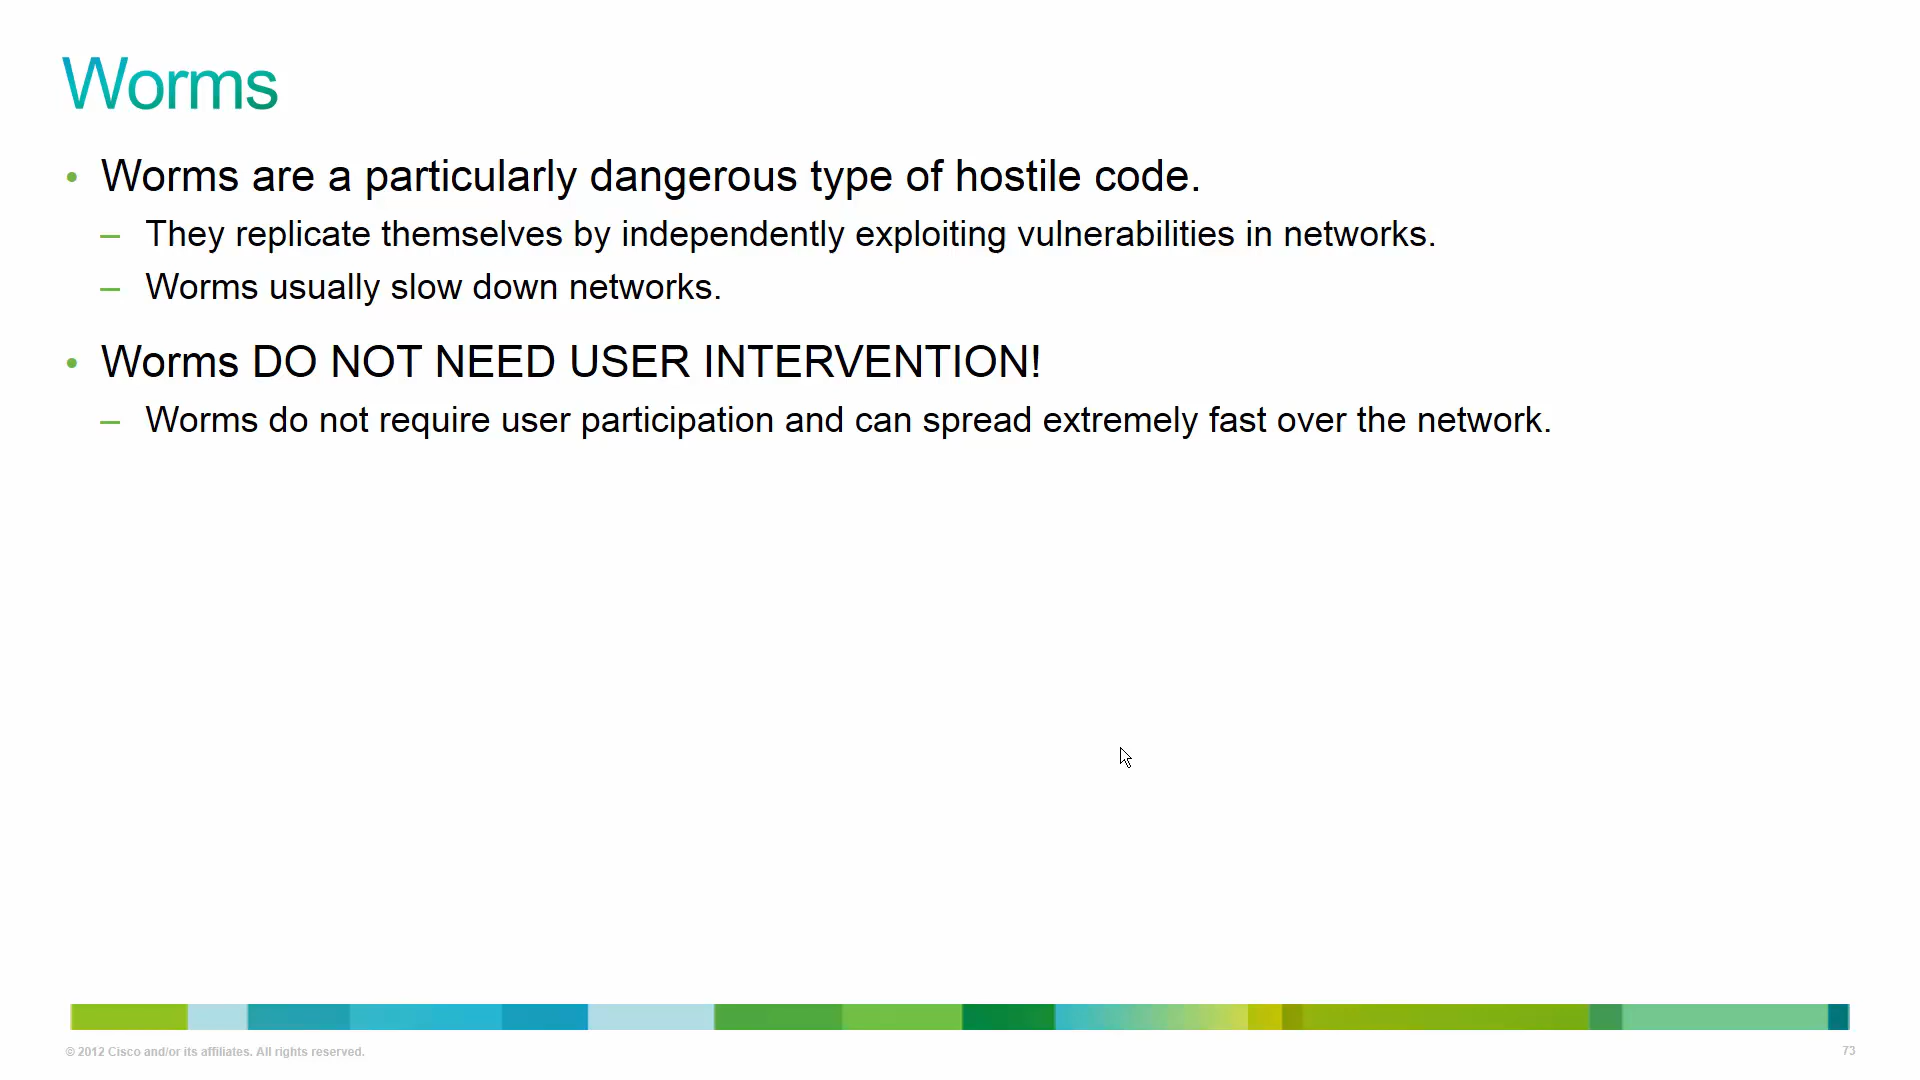 Worms
• Worms are a particularly dangerous type of hostile code.
– They replicate themselves by independently exploiting vulnerabilities in networks.
– Worms usually slow down networks.
• Worms DO NOT NEED USER INTERVENTION!
– Worms do not require user participation and can spread extremely fast over the network.
© 2012 Cisco and/or its affiliates. All rights reserved.
73